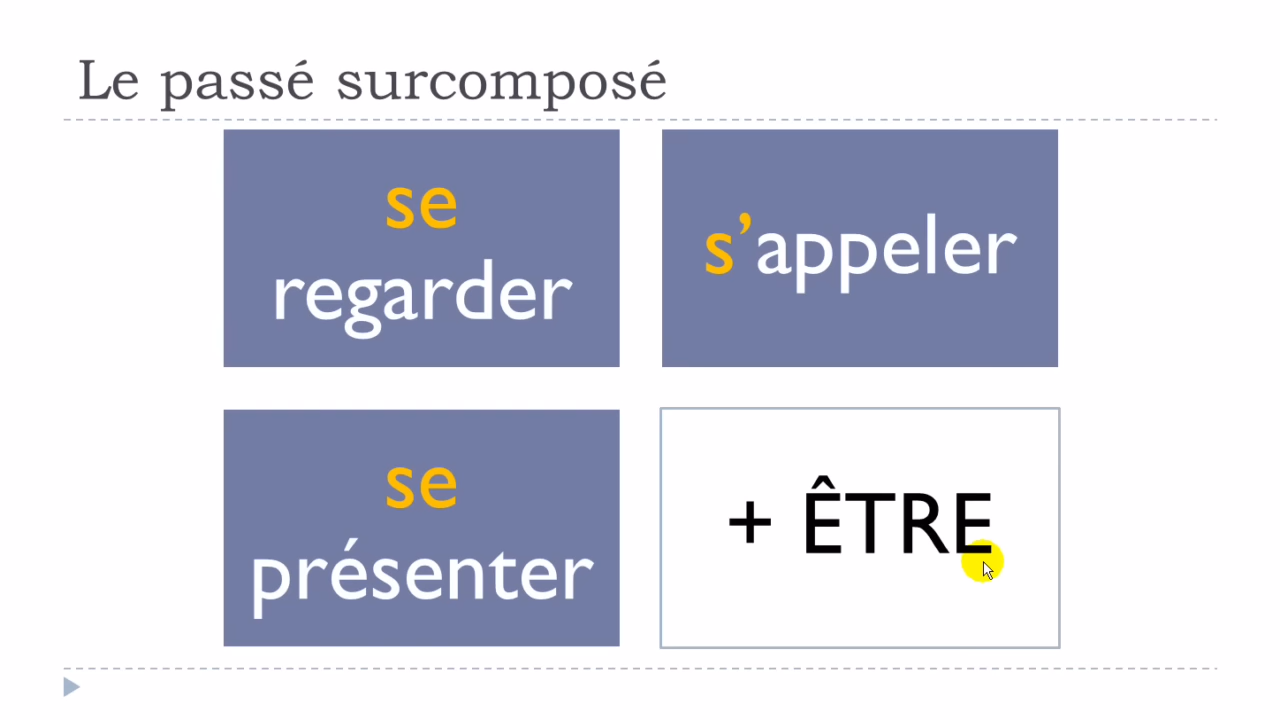 Le passé surcomposé
se
regarder
s’appeler
se
présenter
+ ÊTRE